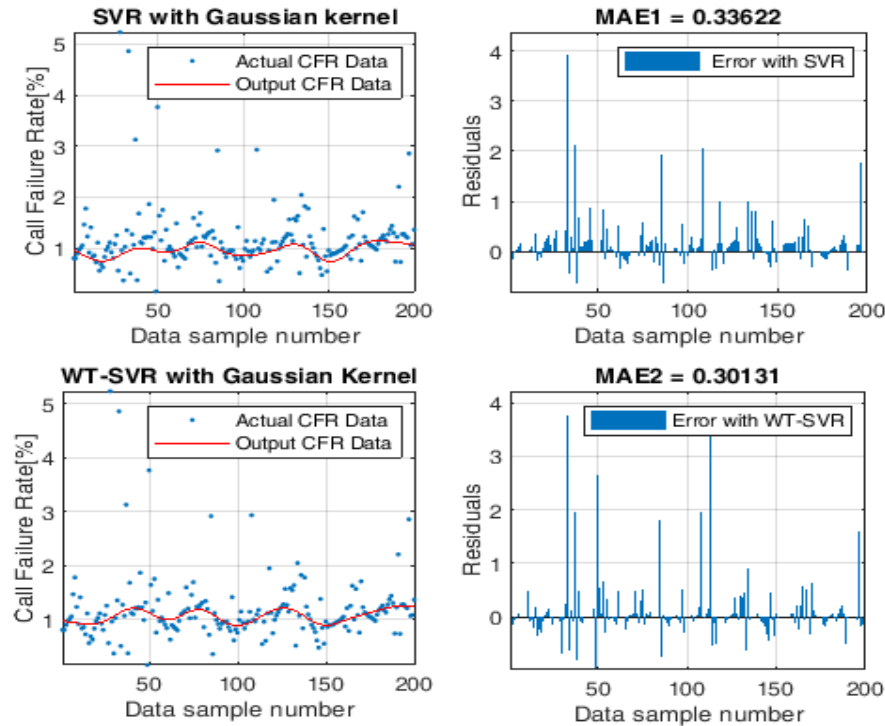 SVR with Gaussian kernel
Call Failure Rate[%]
5
4
3
2
1
Actual CFR Data
Output CFR Data
50
100
150
200
Data sample number
MAE1 = 0.33622
Residuals
4
3
2
1
0
Error with SVR
50
100
150
200
Data sample number
WT-SVR with Gaussian Kernel
Call Failure Rate[%]
5
4
3
2
1
Actual CFR Data
Output CFR Data
50
100
150
200
Data sample number
MAE2 = 0.30131
Residuals
4
3
2
1
0
Error with WT-SVR
50
100
150
200
Data sample number